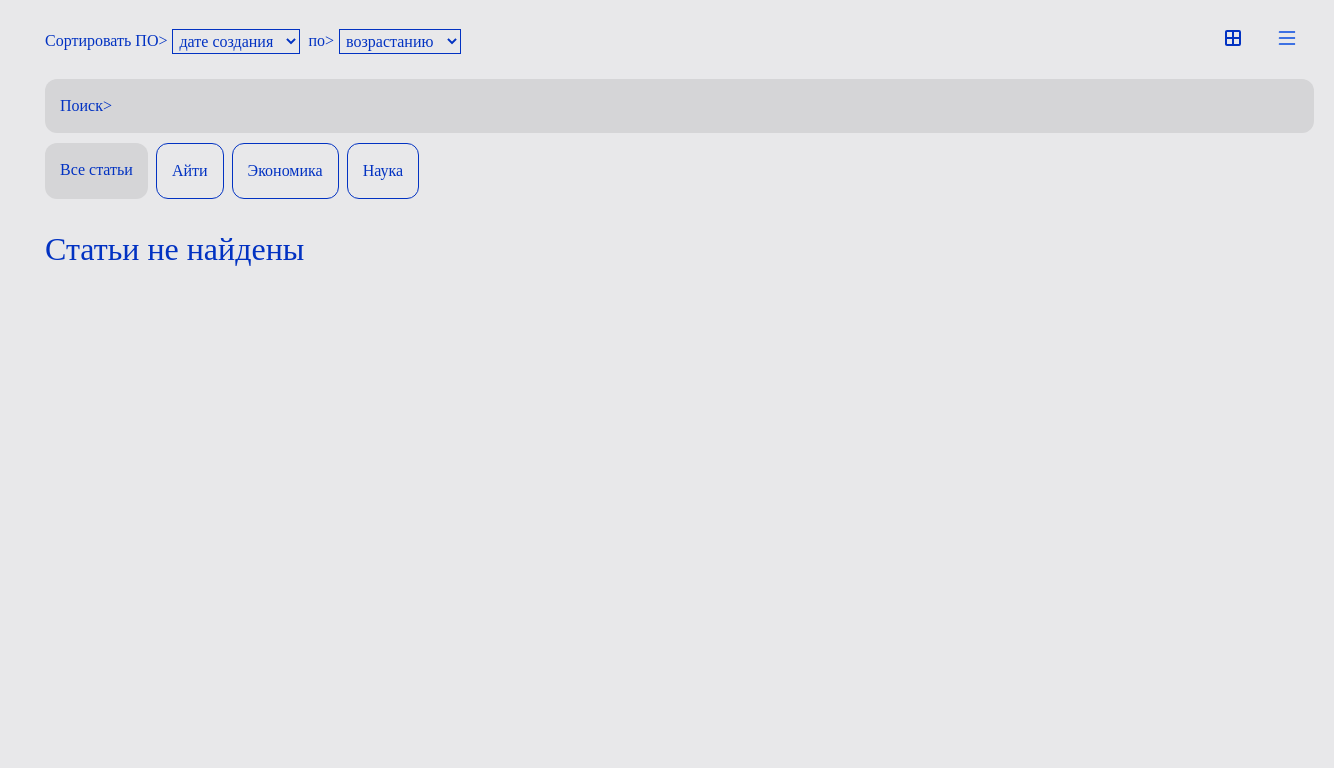 Сортировать ПО> дате создания по> возрастанию
Поиск>
Все статьи Айти Экономика Наука
Статьи не найдены